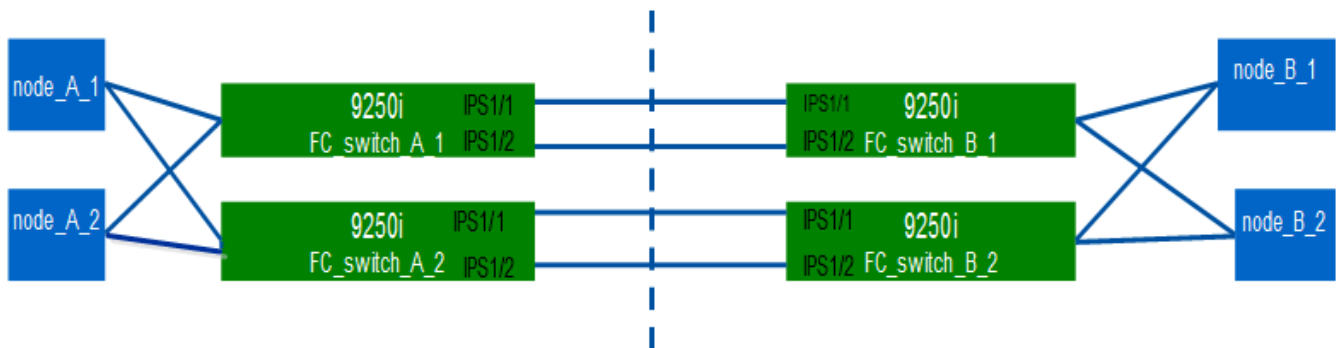 node_A_1
9250i
IPS1/1
FC_switch_A_1
IPS1/2
IPS1/1
9250i
IPS1/2
FC_switch_B_1
node_B_1
node_A_2
9250i
IPS1/1
FC_switch_A_2
IPS1/2
IPS1/1
9250i
IPS1/2
FC_switch_B_2
node_B_2